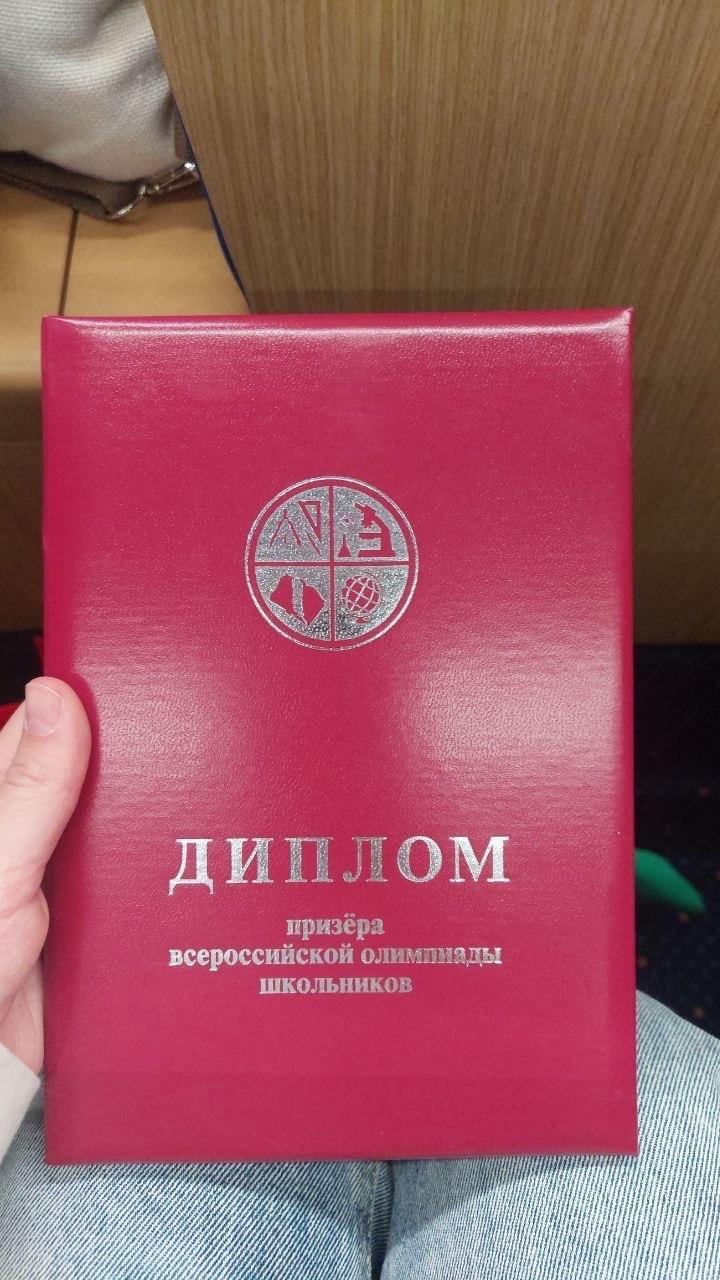 ДИПЛОМ
призёра
всероссийской олимпиады
школьников